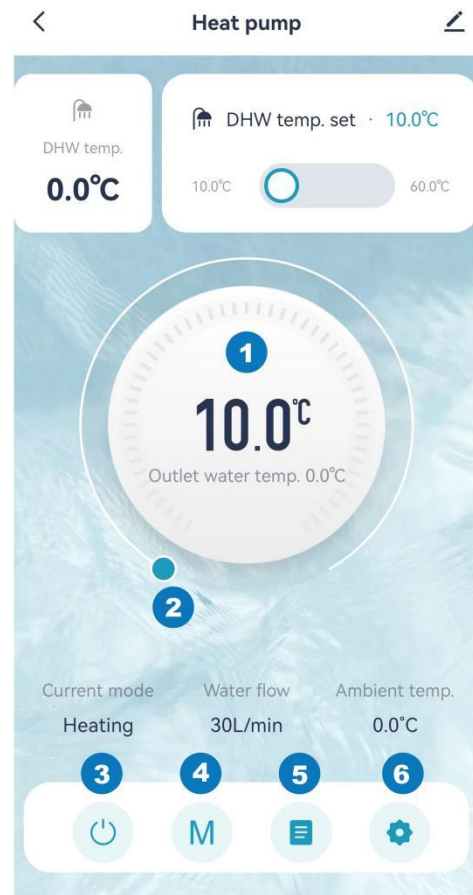 Heat pump
DHW temp.
0.0°C
DHW temp. set · 10.0°C
10.0°C 60.0°C
1
10.0°C
Outlet water temp. 0.0°C
2
Current mode Water flow Ambient temp.
Heating 30L/min 0.0°C
3 4 5 6
M